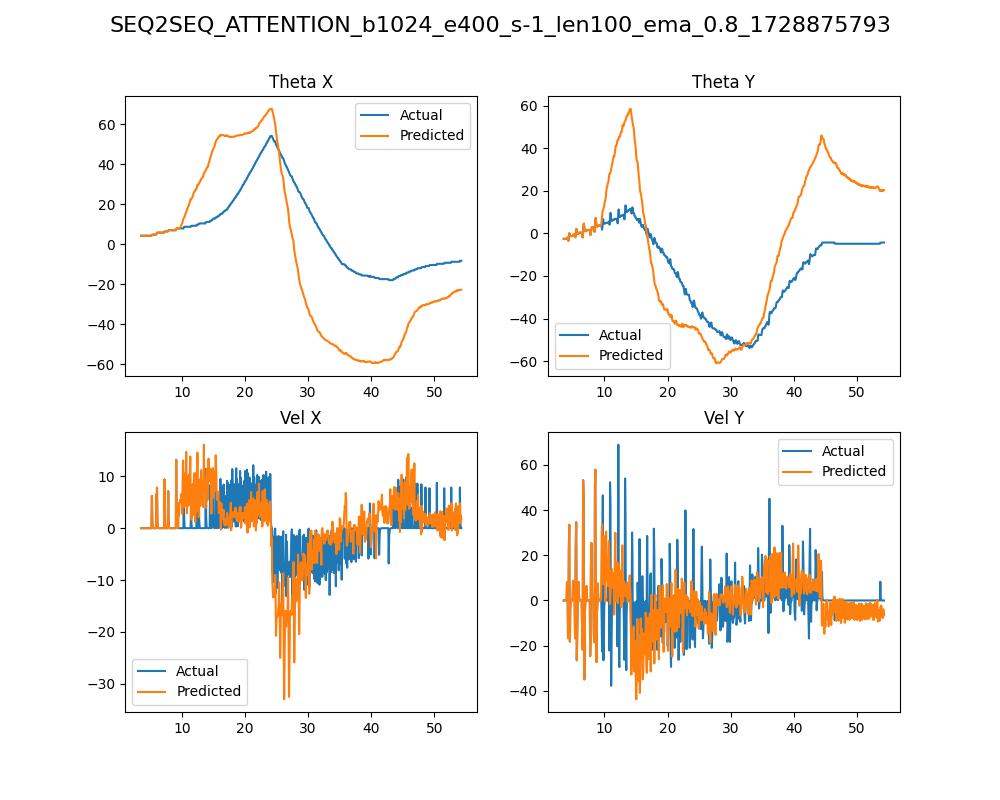 SEQ2SEQ_ATTENTION_b1024_e400_s-1_len100_ema_0.8_1728875793
Theta X
60
40
20
0
−20
−40
−60
10 20 30 40 50
Actual
Predicted
Theta Y
60
40
20
0
−20
−40
−60
10 20 30 40 50
Actual
Predicted
Vel X
10
0
−10
−20
−30
10 20 30 40 50
Actual
Predicted
Vel Y
60
40
20
0
−20
−40
10 20 30 40 50
Actual
Predicted